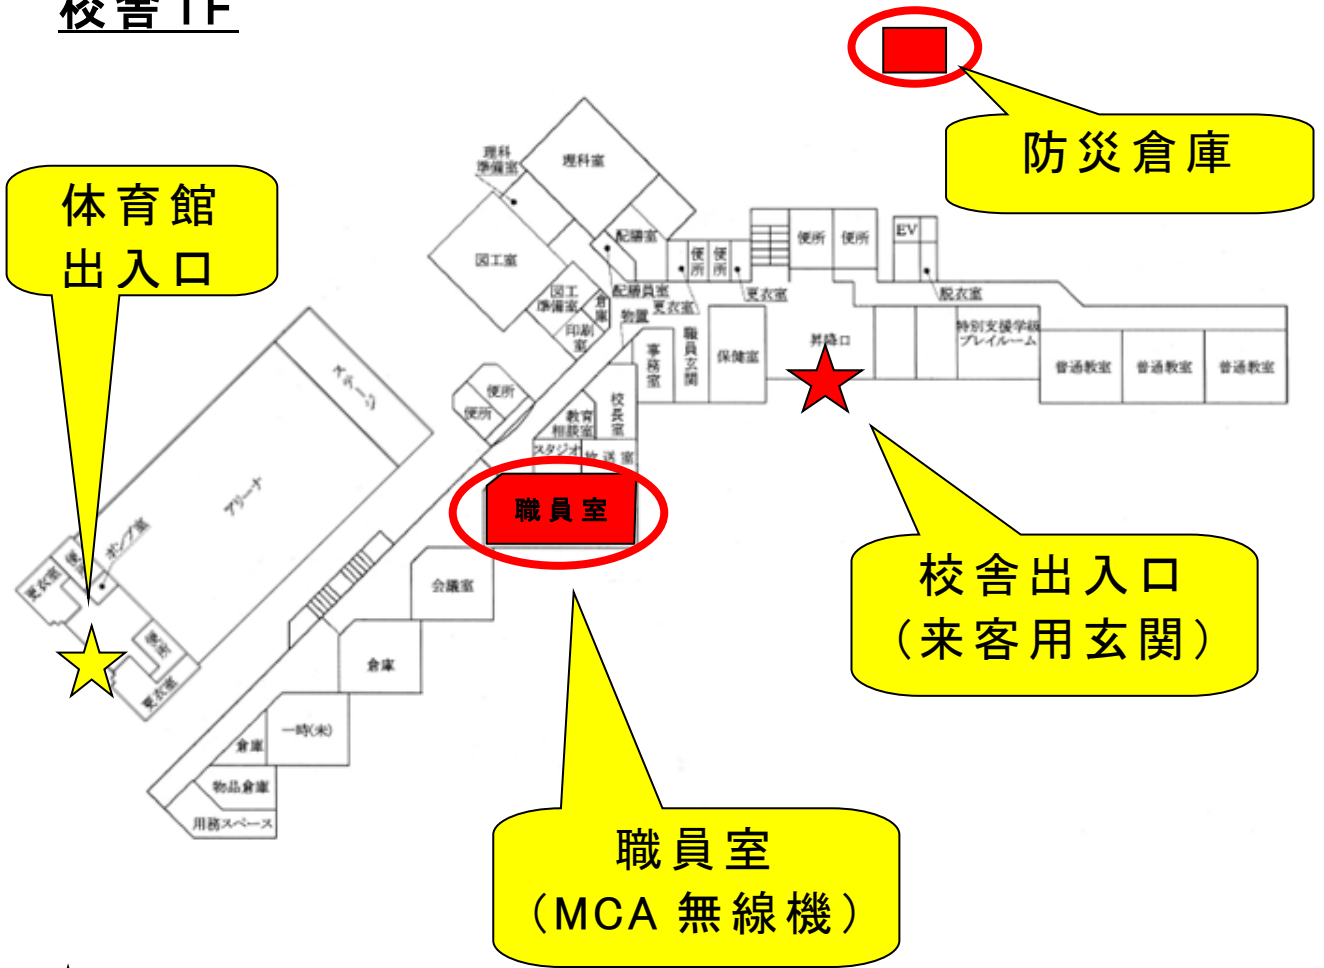 校舎1F
防災倉庫
体育館
出入口
理科
準備室
理科室
配膳室
図工室
便所
便所
便所
便所
EV
図工
準備室
倉庫
配膳員室
更衣室
更衣室
脱衣室
物置
印刷
室
事務室
職員玄関
保健室
昇降口
特別支援学級
プレイルーム
普通教室
普通教室
普通教室
ステージ
便所
便所
教育
相談室
校長室
スタジオ
放送室
アリーナ
職員室
ポンプ室
便
更衣室
会議室
校舎出入口
（来客用玄関）
便所
更衣室
倉庫
一時(未)
倉庫
物品倉庫
用務スペース
職員室
（MCA 無線機）